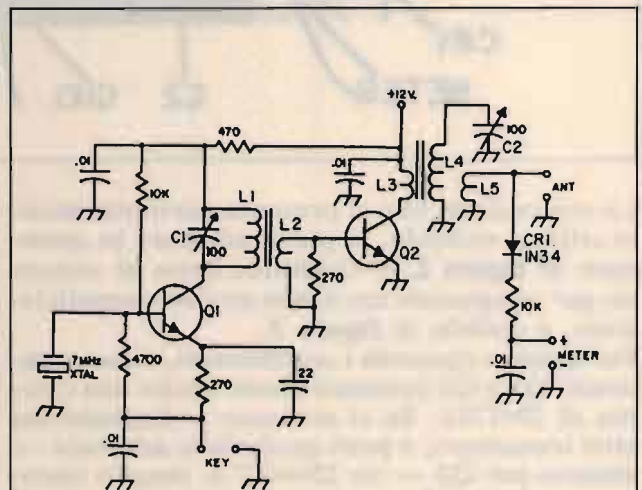 +12V.
470
100
C2
.01
L4
L1
.01
L3
L5
10K
ANT
L2
C1
100
Q2
CR1.
IN34
270
Q1
10K
7MHz
XTAL
4700
+
METER
-
270
22
.01
.01
KEY